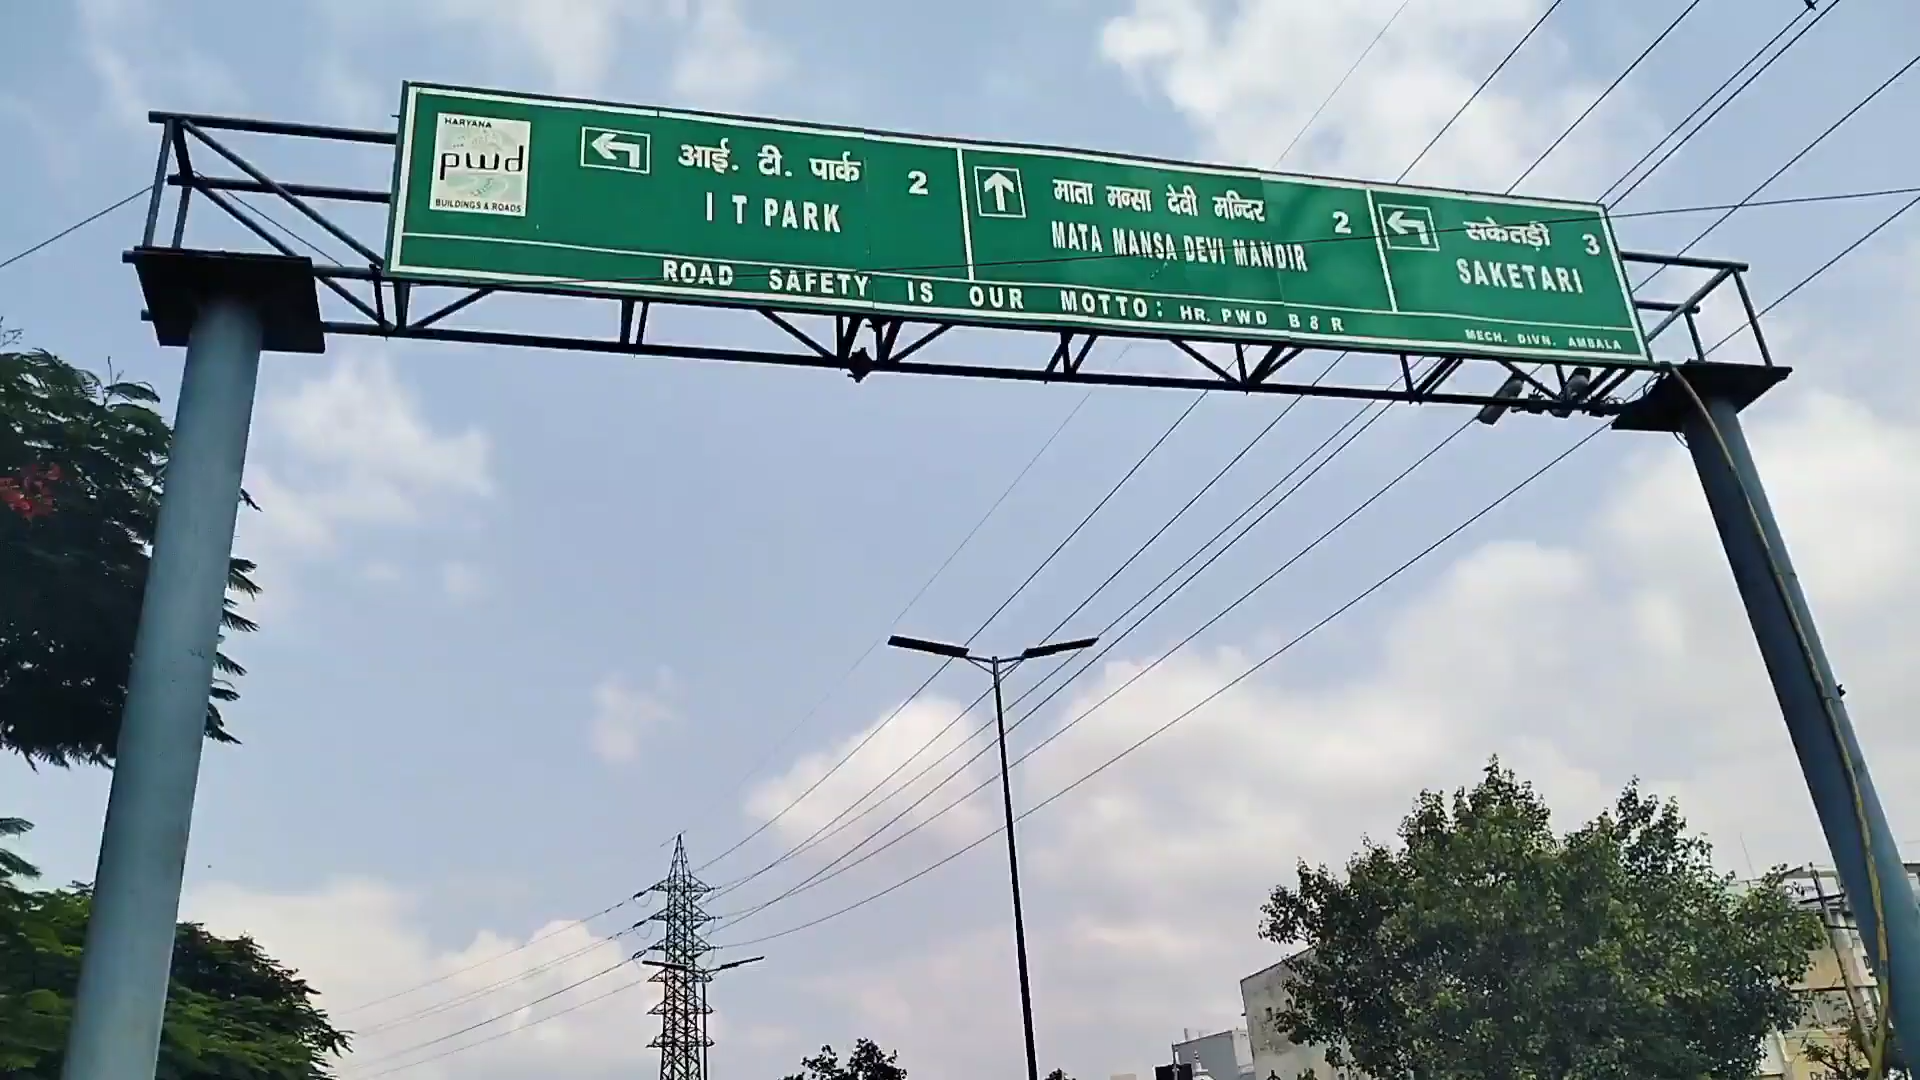 HARYANA
pwd
BUILDINGS & ROADS
आई. टी. पार्क 2
I T PARK
माता मन्सा देवी मन्दिर 2
MATA MANSA DEVI MANDIR
सकेतड़ी 3
SAKETARI
ROAD SAFETY IS OUR MOTTO: HR. PWD B & R
MECH. DIVN. AMBALA